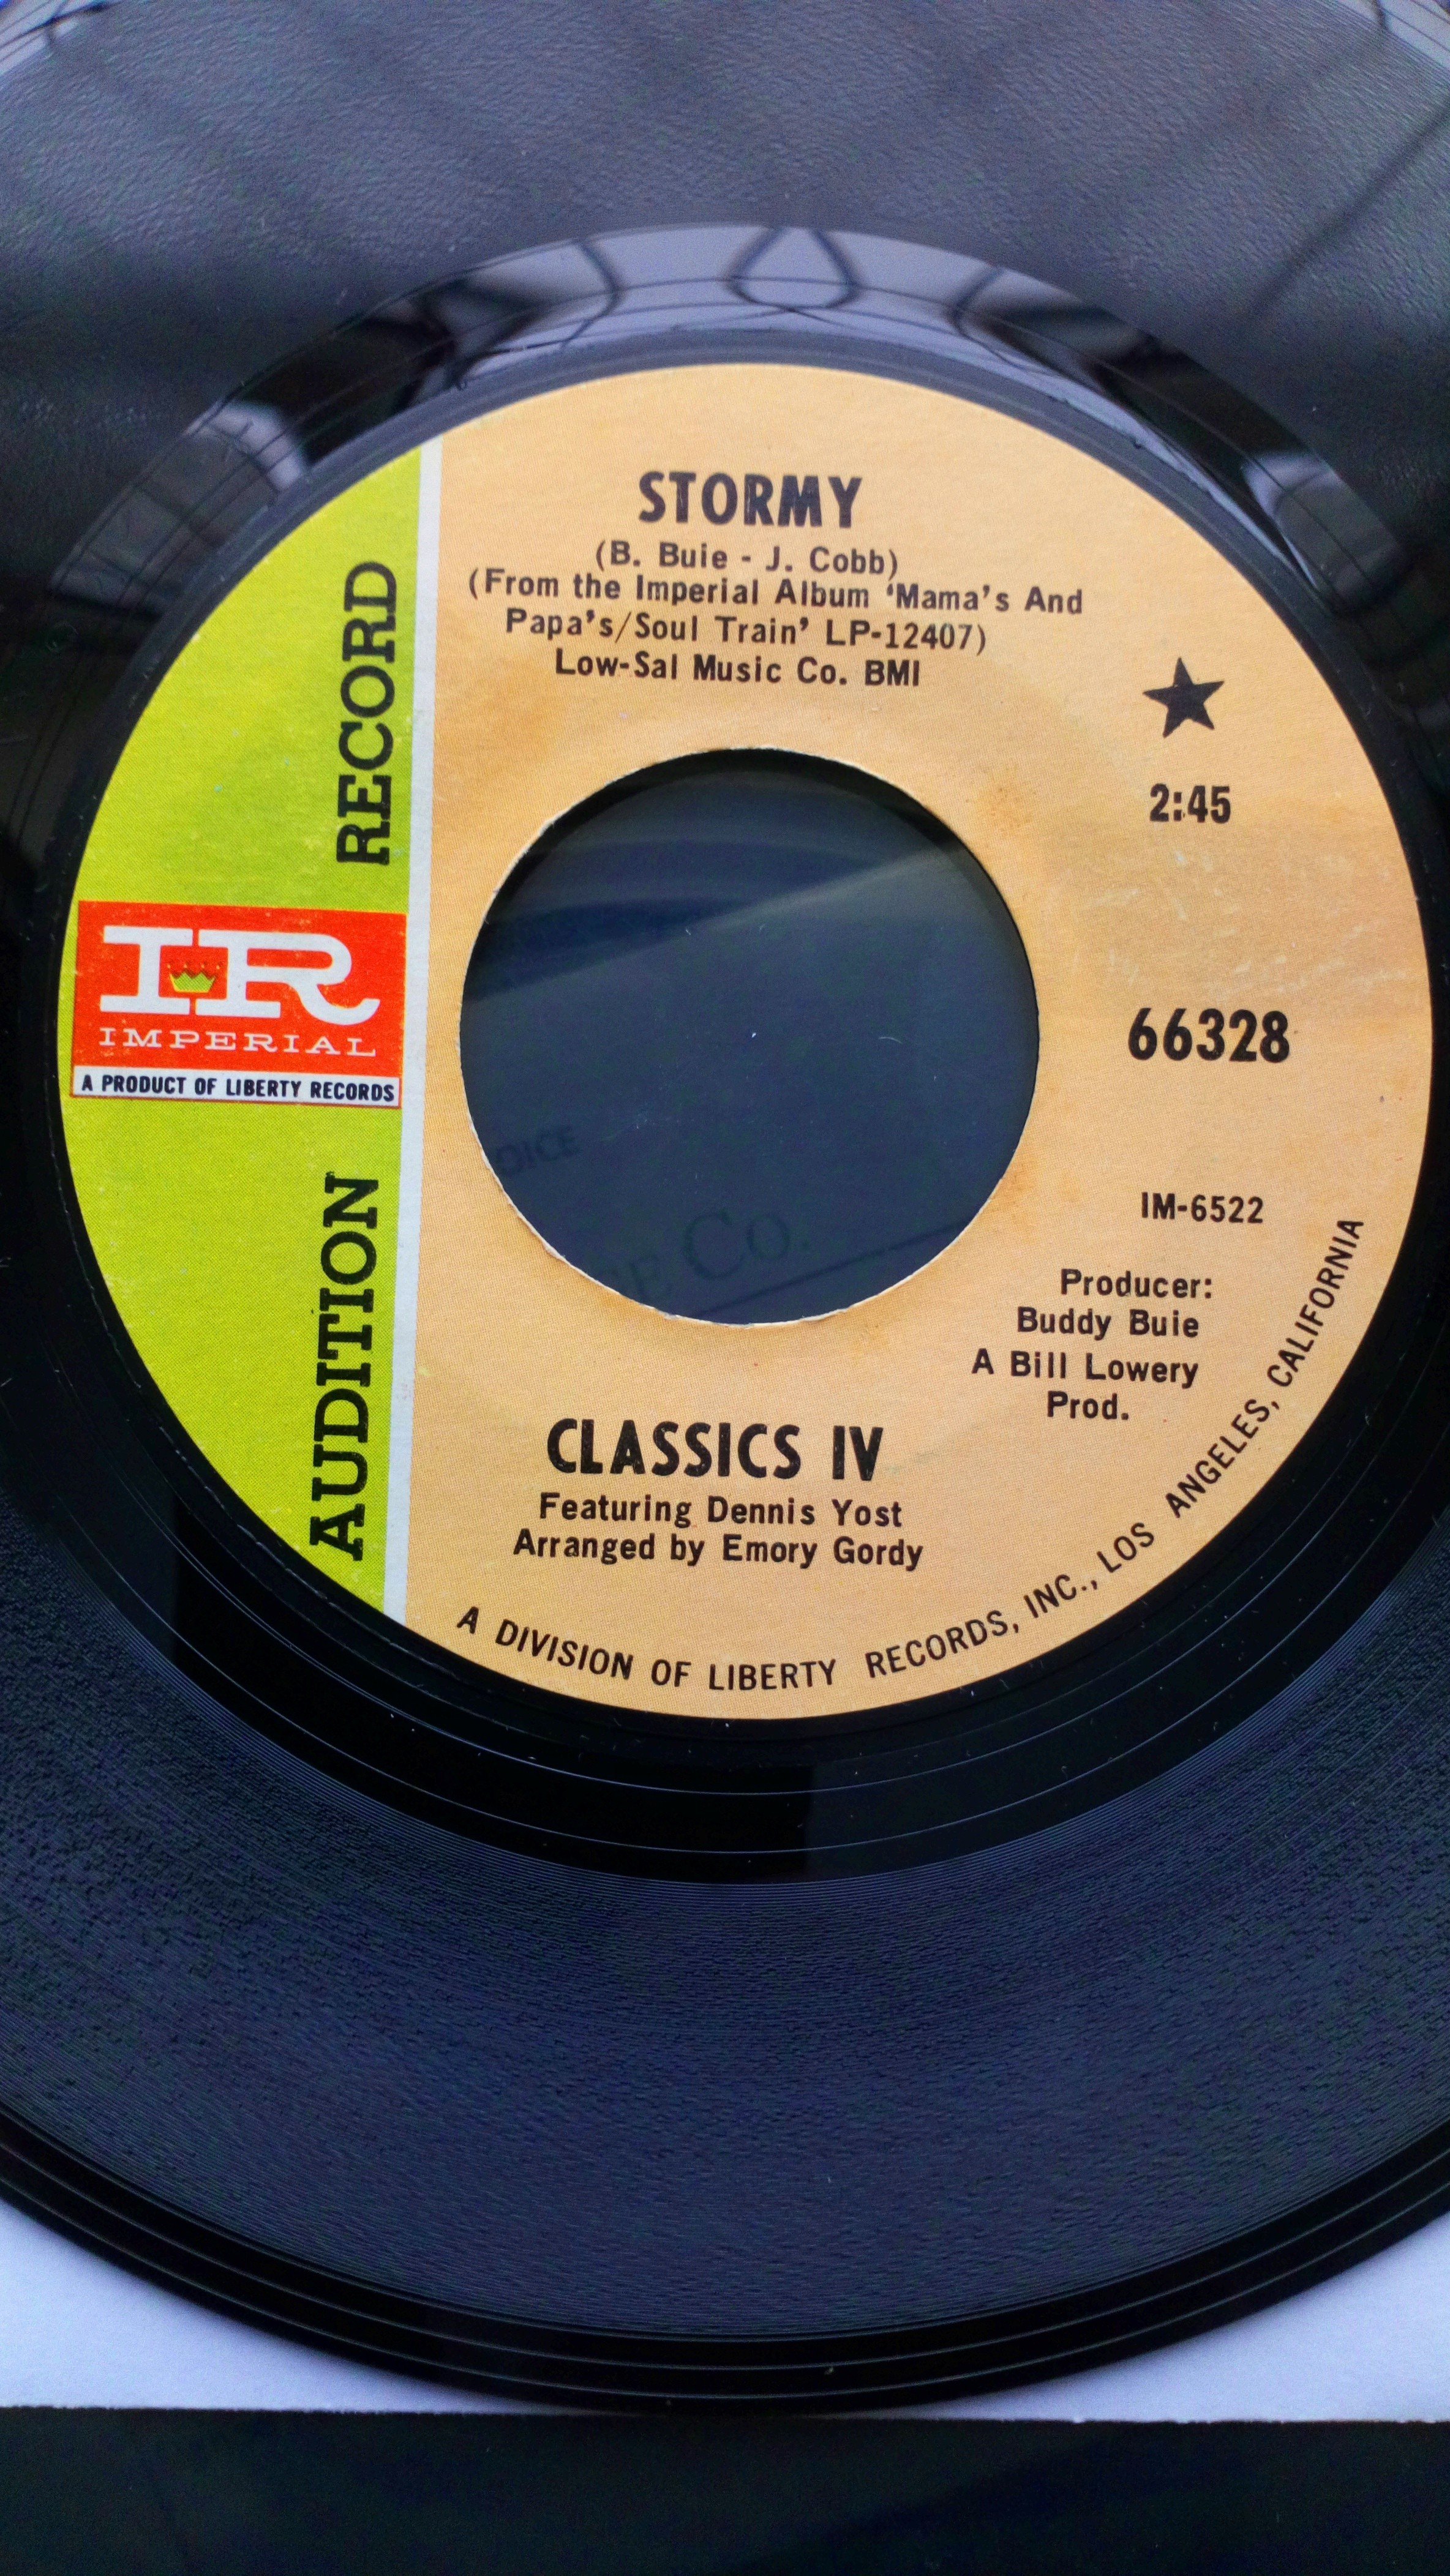 STORMY
(B. Buie - J. Cobb)
(From the Imperial Album 'Mama's And
Papa's/Soul Train' LP-12407)
Low-Sal Music Co. BMI
★
2:45
66328
IM-6522
Producer:
Buddy Buie
A Bill Lowery
Prod.
AUDITION RECORD
IR
IMPERIAL
A PRODUCT OF LIBERTY RECORDS
CLASSICS IV
Featuring Dennis Yost
Arranged by Emory Gordy
A DIVISION OF LIBERTY RECORDS, INC., LOS ANGELES, CALIFORNIA
Co.